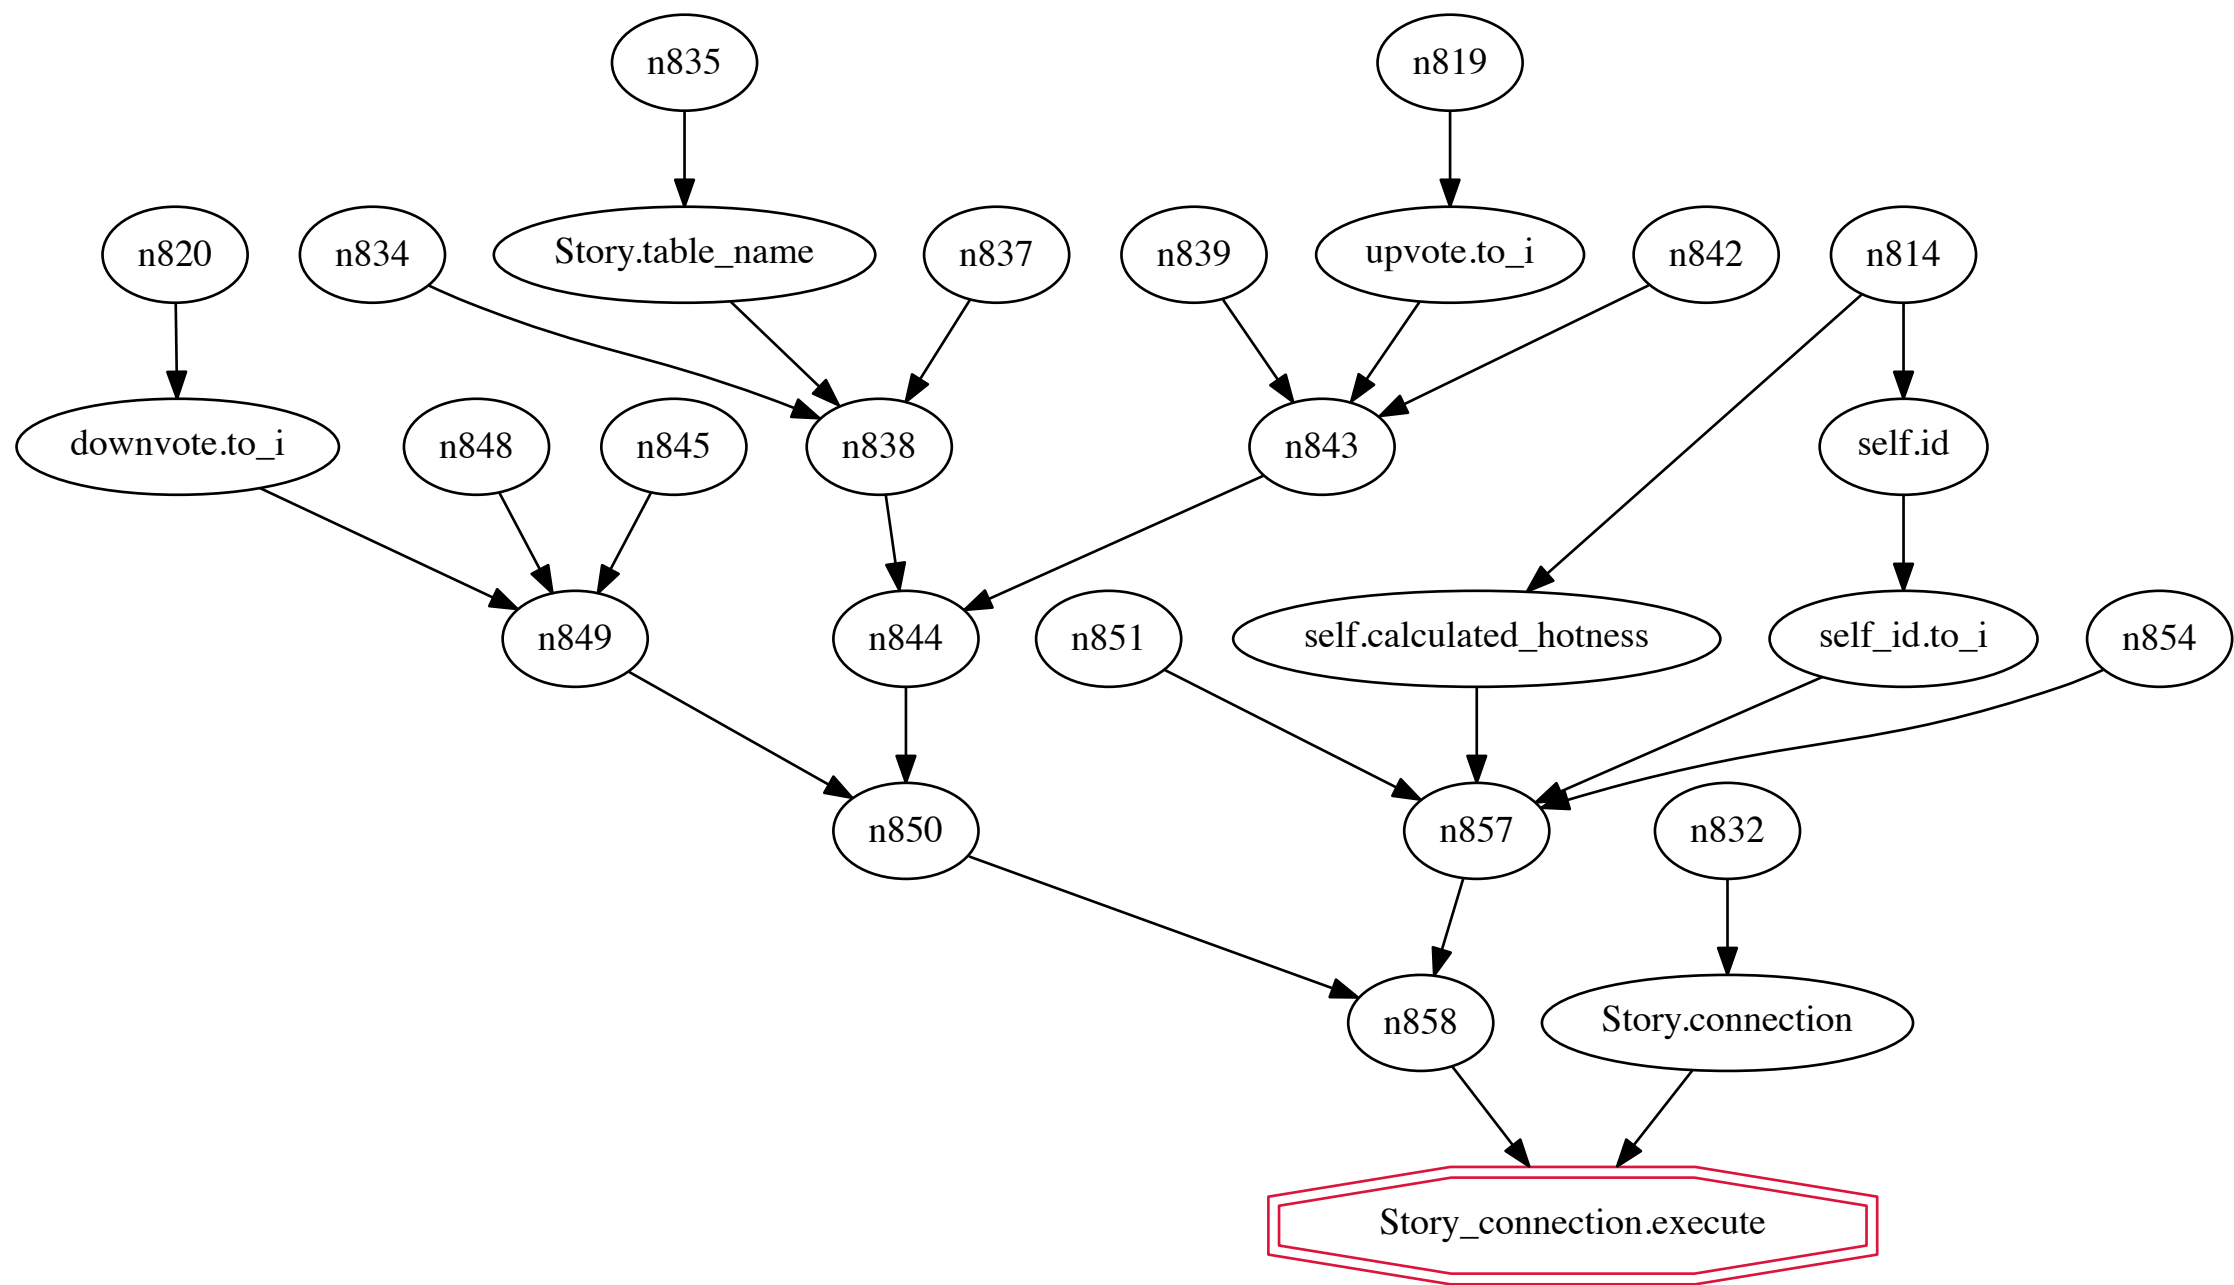 n835
n819
n820
n834
Story.table_name
n837
n839
upvote.to_i
n842
n814
downvote.to_i
n848
n845
n838
n843
self.id
n849
n844
n851
self.calculated_hotness
self_id.to_i
n854
n850
n857
n832
n858
Story.connection
Story_connection.execute